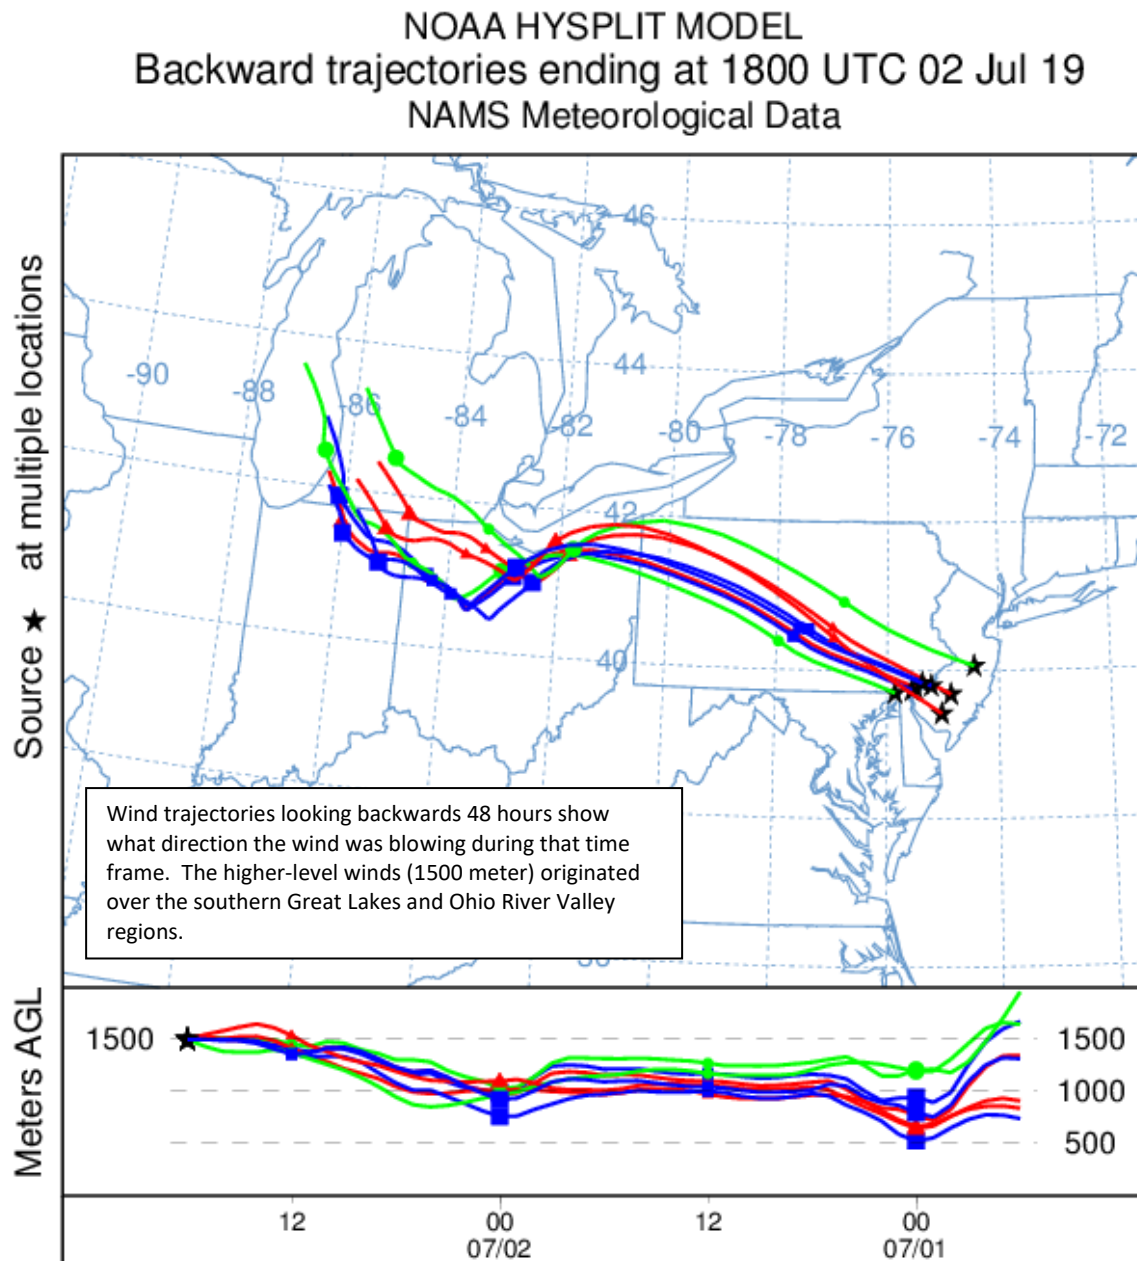 NOAA HYSPLIT MODEL
Backward trajectories ending at 1800 UTC 02 Jul 19
NAMS Meteorological Data
Source ★ at multiple locations
46
44
-90
-88
-86
-84
-82
-80
-78
-76
-74
-72
42
40
Wind trajectories looking backwards 48 hours show
what direction the wind was blowing during that time
frame. The higher-level winds (1500 meter) originated
over the southern Great Lakes and Ohio River Valley
regions.
Meters AGL
1500
1500
1000
500
12
00
12
00
07/02
07/01